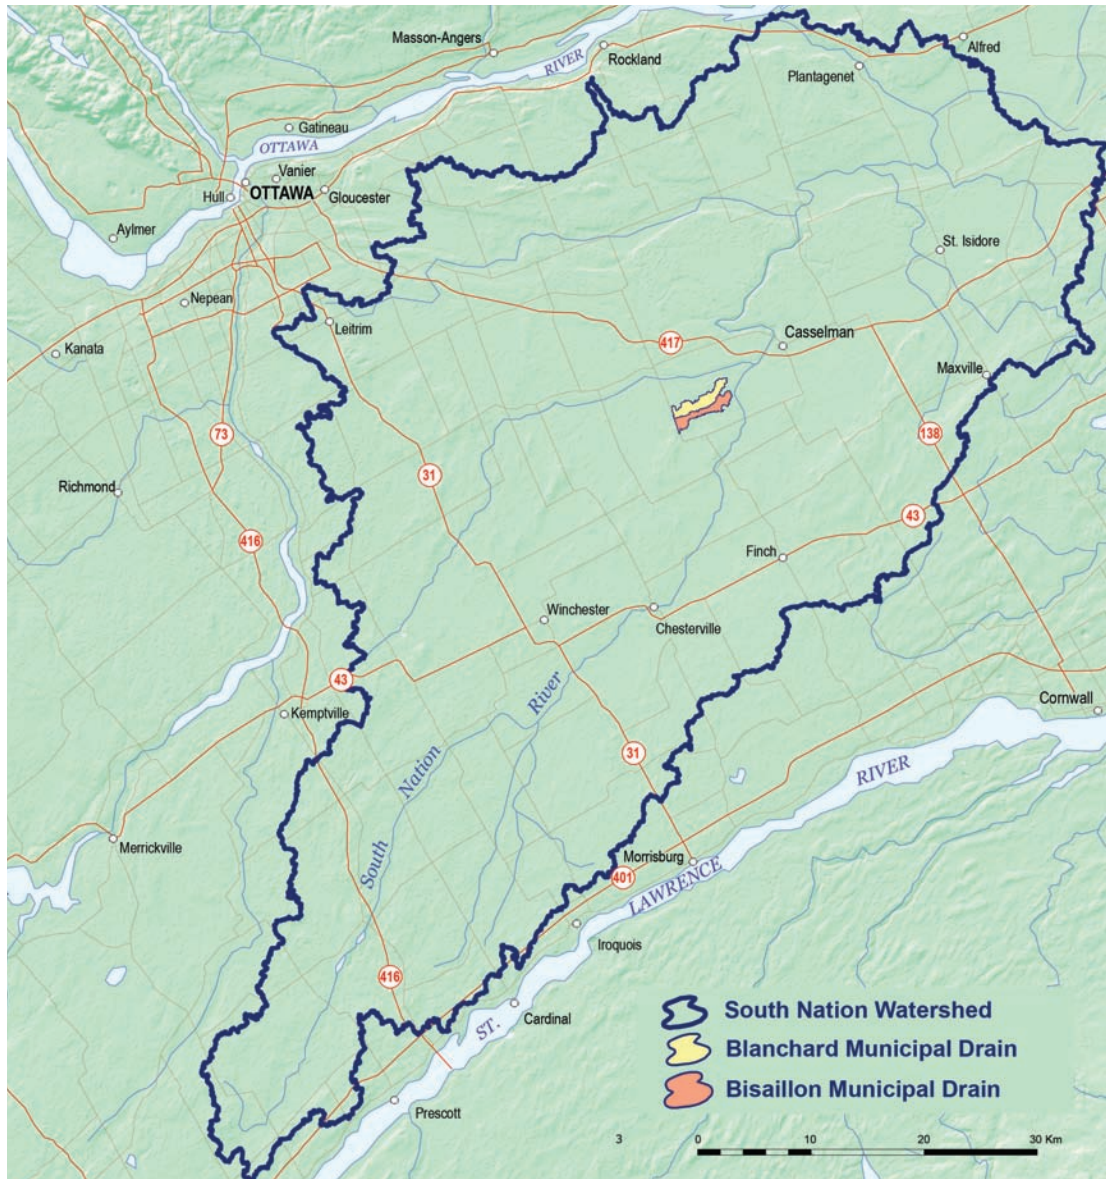 Masson-Angers
RIVER
Rockland
Alfred
Plantagenet
Gatineau
OTTAWA
Vanier
Hull
OTTAWA
Gloucester
Aylmer
St. Isidore
Nepean
Leitrim
417
Casselman
Kanata
Maxville
73
138
31
Richmond
43
416
Finch
Winchester
Chesterville
43
River
Kemptville
Cornwall
31
Nation
RIVER
Merrickville
South
Morrisburg
401
LAWRENCE
Iroquois
416
ST.
Cardinal
Prescott
South Nation Watershed
Blanchard Municipal Drain
Bisaillon Municipal Drain
3 0 10 20 30 Km